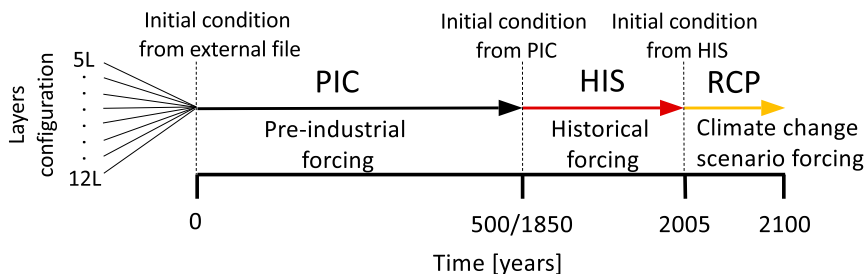 Initial condition
from external file
Initial condition
from PIC
Initial condition
from HIS
Layers
configuration
5L
.
.
.
.
.
.
12L
PIC
HIS
RCP
Pre-industrial
forcing
Historical
forcing
Climate change
scenario forcing
0
500/1850
2005
2100
Time [years]